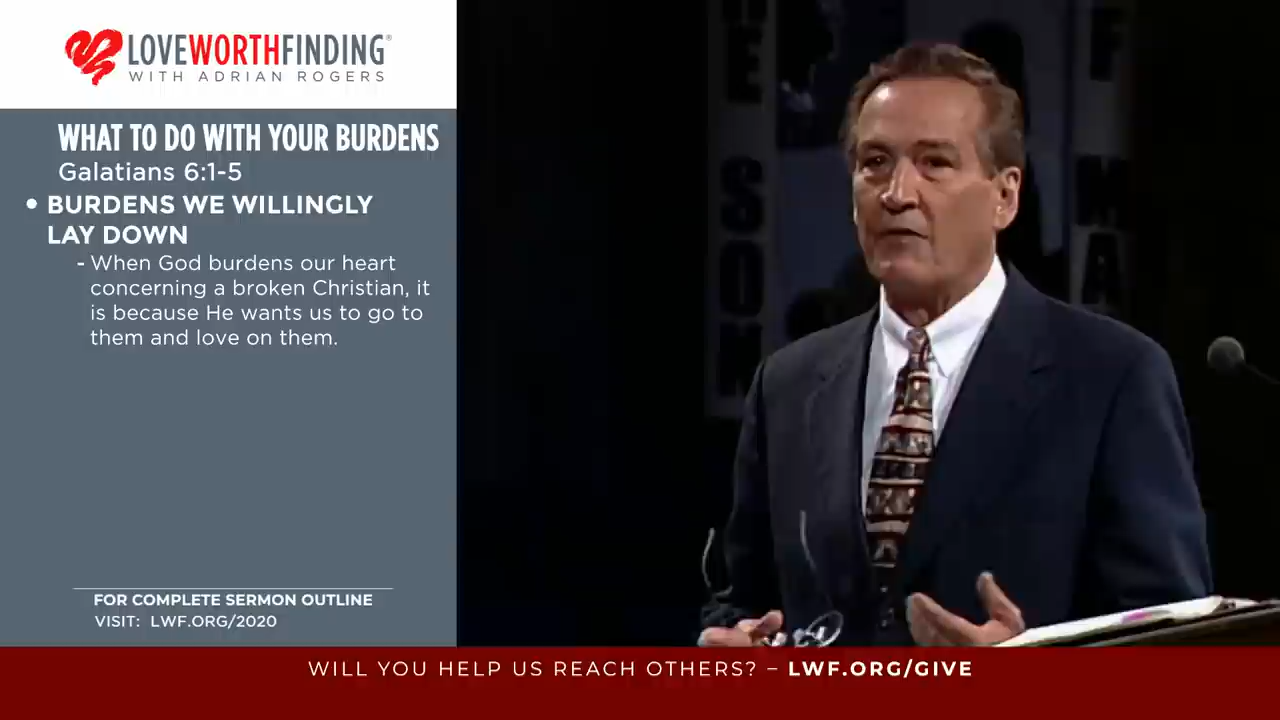 LOVEWORTHFINDING®
WITH ADRIAN ROGERS
WHAT TO DO WITH YOUR BURDENS
Galatians 6:1-5
• BURDENS WE WILLINGLY
LAY DOWN
- When God burdens our heart
concerning a broken Christian, it
is because He wants us to go to
them and love on them.
FOR COMPLETE SERMON OUTLINE
VISIT: LWF.ORG/2020
SON
WILL YOU HELP US REACH OTHERS? – LWF.ORG/GIVE